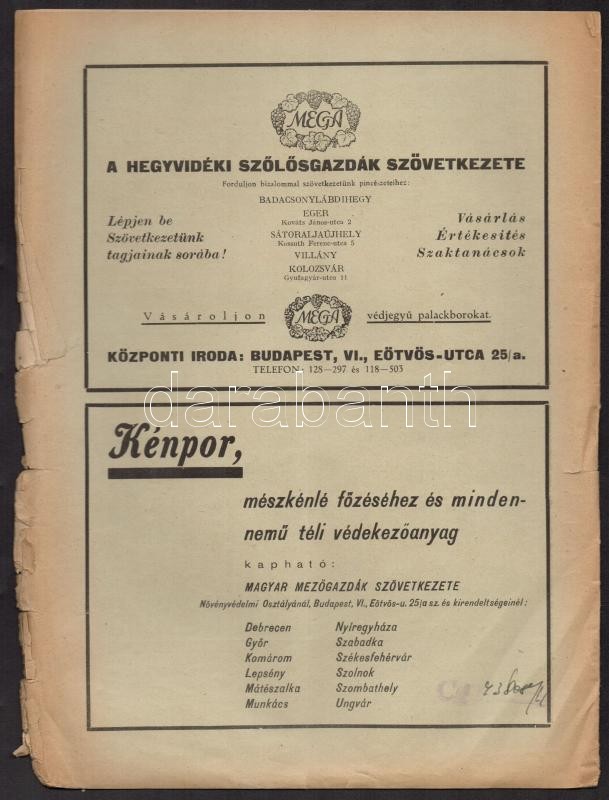 MEGA
A HEGYVIDÉKI SZŐLŐSGAZDÁK SZÖVETKEZETE
Forduljon bizalommal szövetkezetünk pincészeteihez:
BADACSONYLÁBDIHEGY
EGER
Kováts János-utca 2
SÁTORALJAÚJHELY
Kossuth Ferenc-utca 5
VILLÁNY
KOLOZSVÁR
Gyufagyár-utca 11
Lépjen be
Szövetkezetünk
tagjainak sorába!
Vásárlás
Értékesítés
Szaktanácsok
Vásároljon MEGA védjegyű palackborokat.
KÖZPONTI IRODA: BUDAPEST, VI., EÖTVÖS-UTCA 25/a.
TELEFON: 128—297 és 118—503
darabanth
Kénpor,
mészkénlé főzéséhez és minden-
nemű téli védekezőanyag
kapható:
MAGYAR MEZŐGAZDÁK SZÖVETKEZETE
Növényvédelmi Osztályánál, Budapest, VI., Eötvös-u. 25/a sz. és kirendeltségeinél:
Debrecen Nyíregyháza
Győr Szabadka
Komárom Székesfehérvár
Lepsény Szolnok
Mátészalka Szombathely
Munkács Ungvár